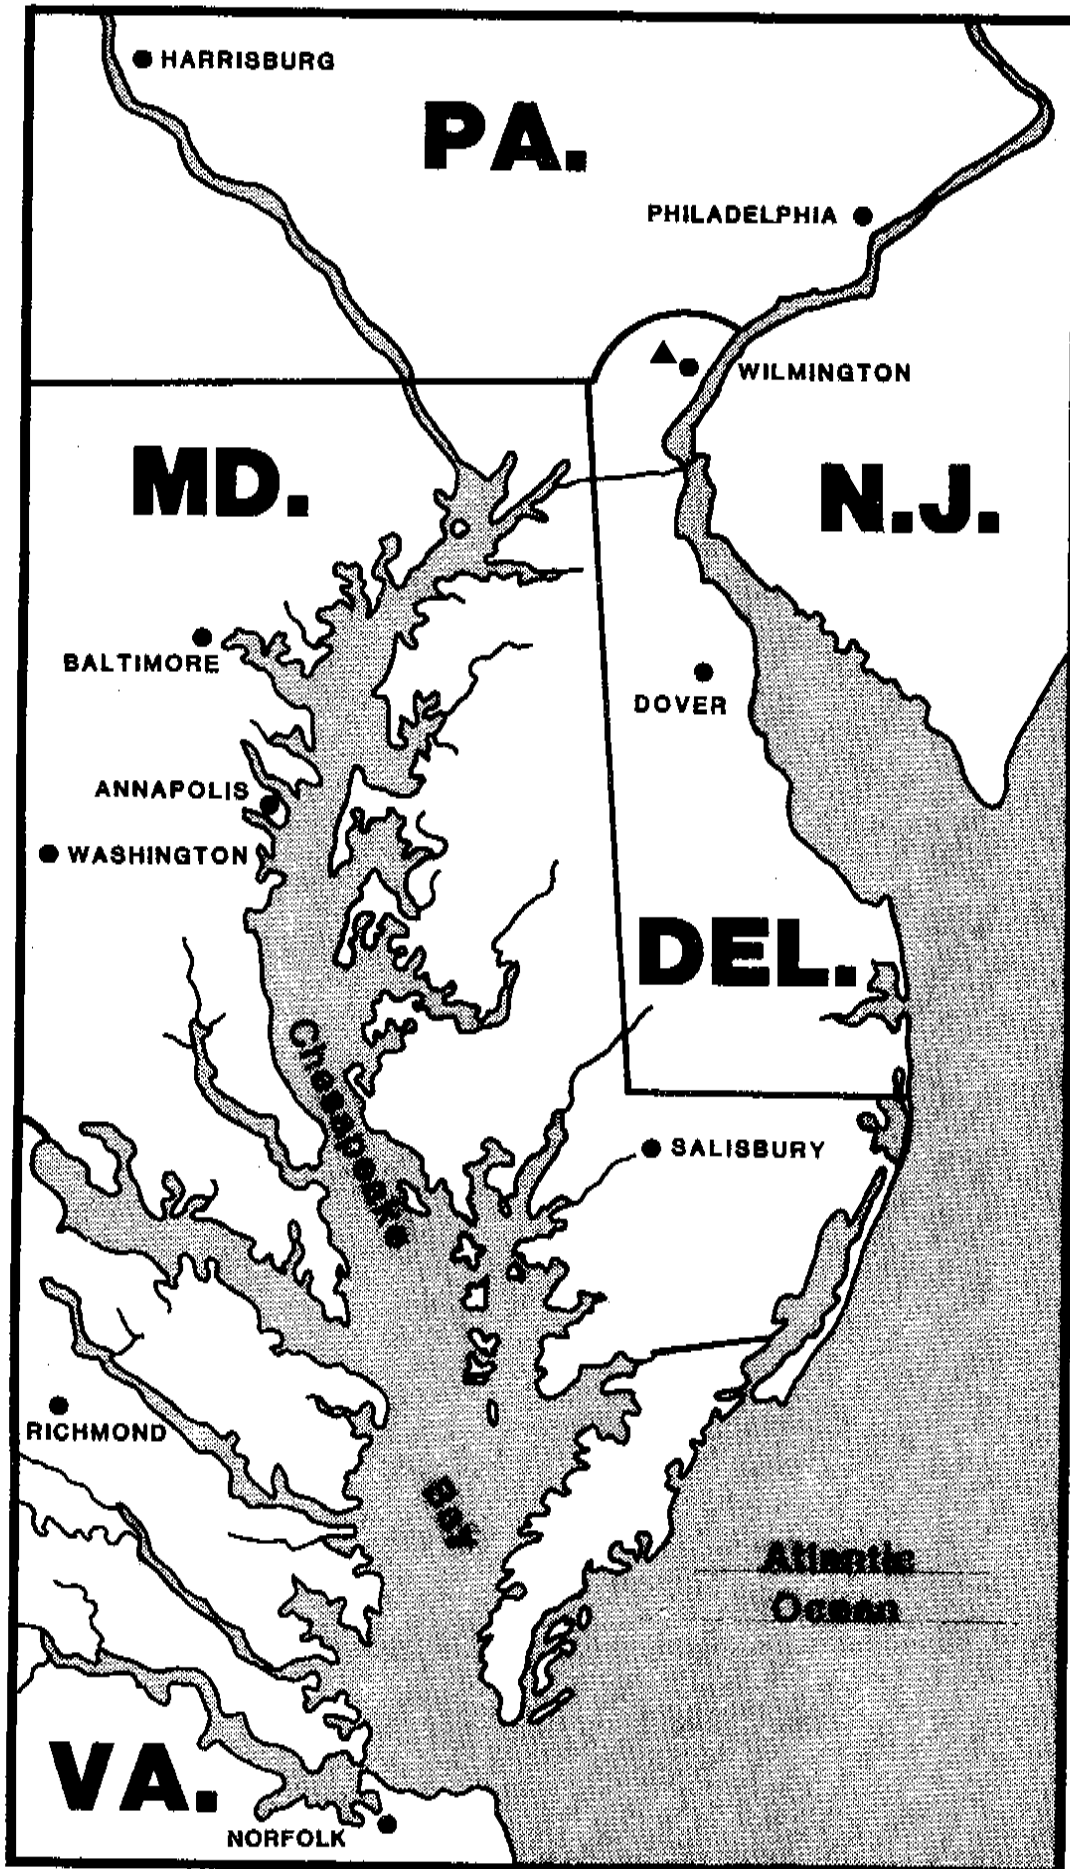 HARRISBURG
PA.
PHILADELPHIA
WILMINGTON
MD.
N.J.
BALTIMORE
DOVER
ANNAPOLIS
WASHINGTON
DEL.
Chesapeake
SALISBURY
RICHMOND
Bay
Atlantic
Ocean
VA.
NORFOLK